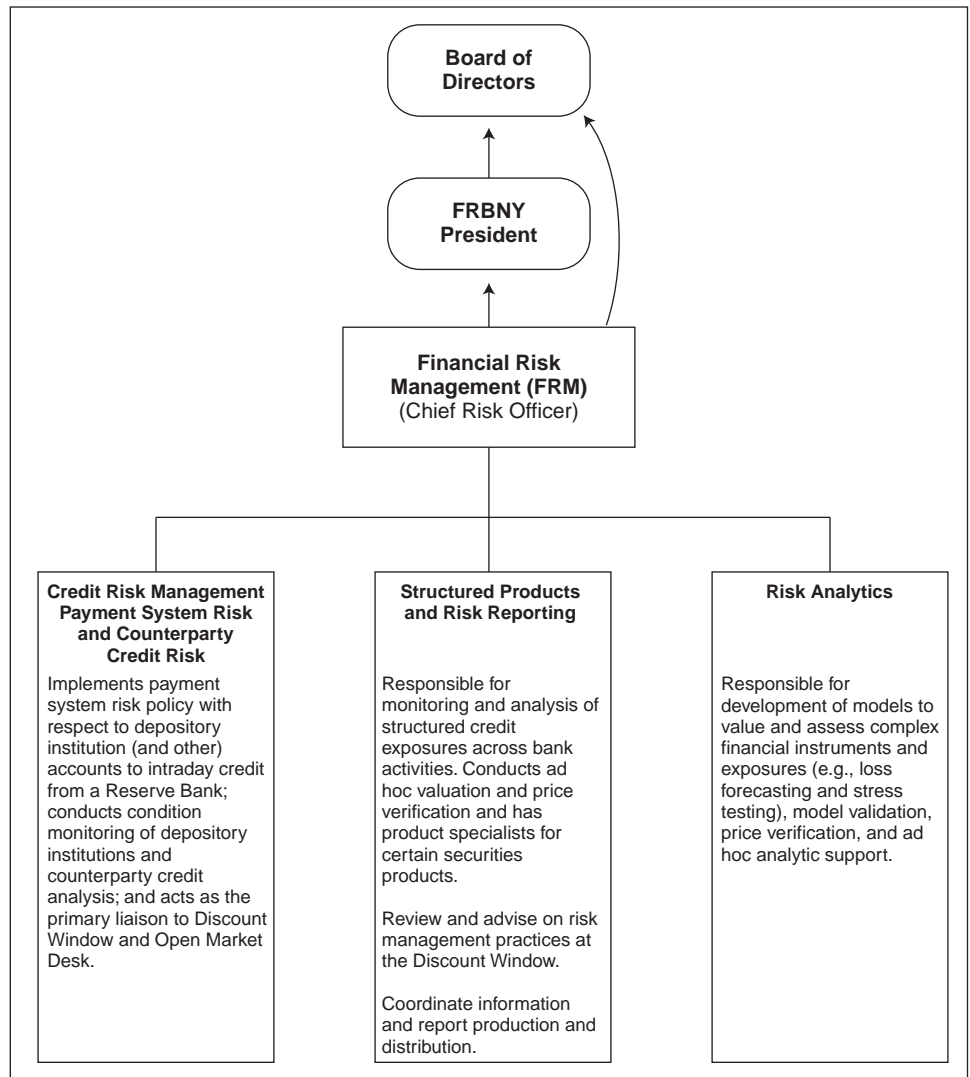 Board of
Directors
FRBNY
President
Financial Risk
Management (FRM)
(Chief Risk Officer)
Credit Risk Management
Payment System Risk
and Counterparty
Credit Risk
Implements payment
system risk policy with
respect to depository
institution (and other)
accounts to intraday credit
from a Reserve Bank;
conducts condition
monitoring of depository
institutions and
counterparty credit
analysis; and acts as the
primary liaison to Discount
Window and Open Market
Desk.
Structured Products
and Risk Reporting
Responsible for
monitoring and analysis of
structured credit
exposures across bank
activities. Conducts ad
hoc valuation and price
verification and has
product specialists for
certain securities
products.
Review and advise on risk
management practices at
the Discount Window.
Coordinate information
and report production and
distribution.
Risk Analytics
Responsible for
development of models to
value and assess complex
financial instruments and
exposures (e.g., loss
forecasting and stress
testing), model validation,
price verification, and ad
hoc analytic support.